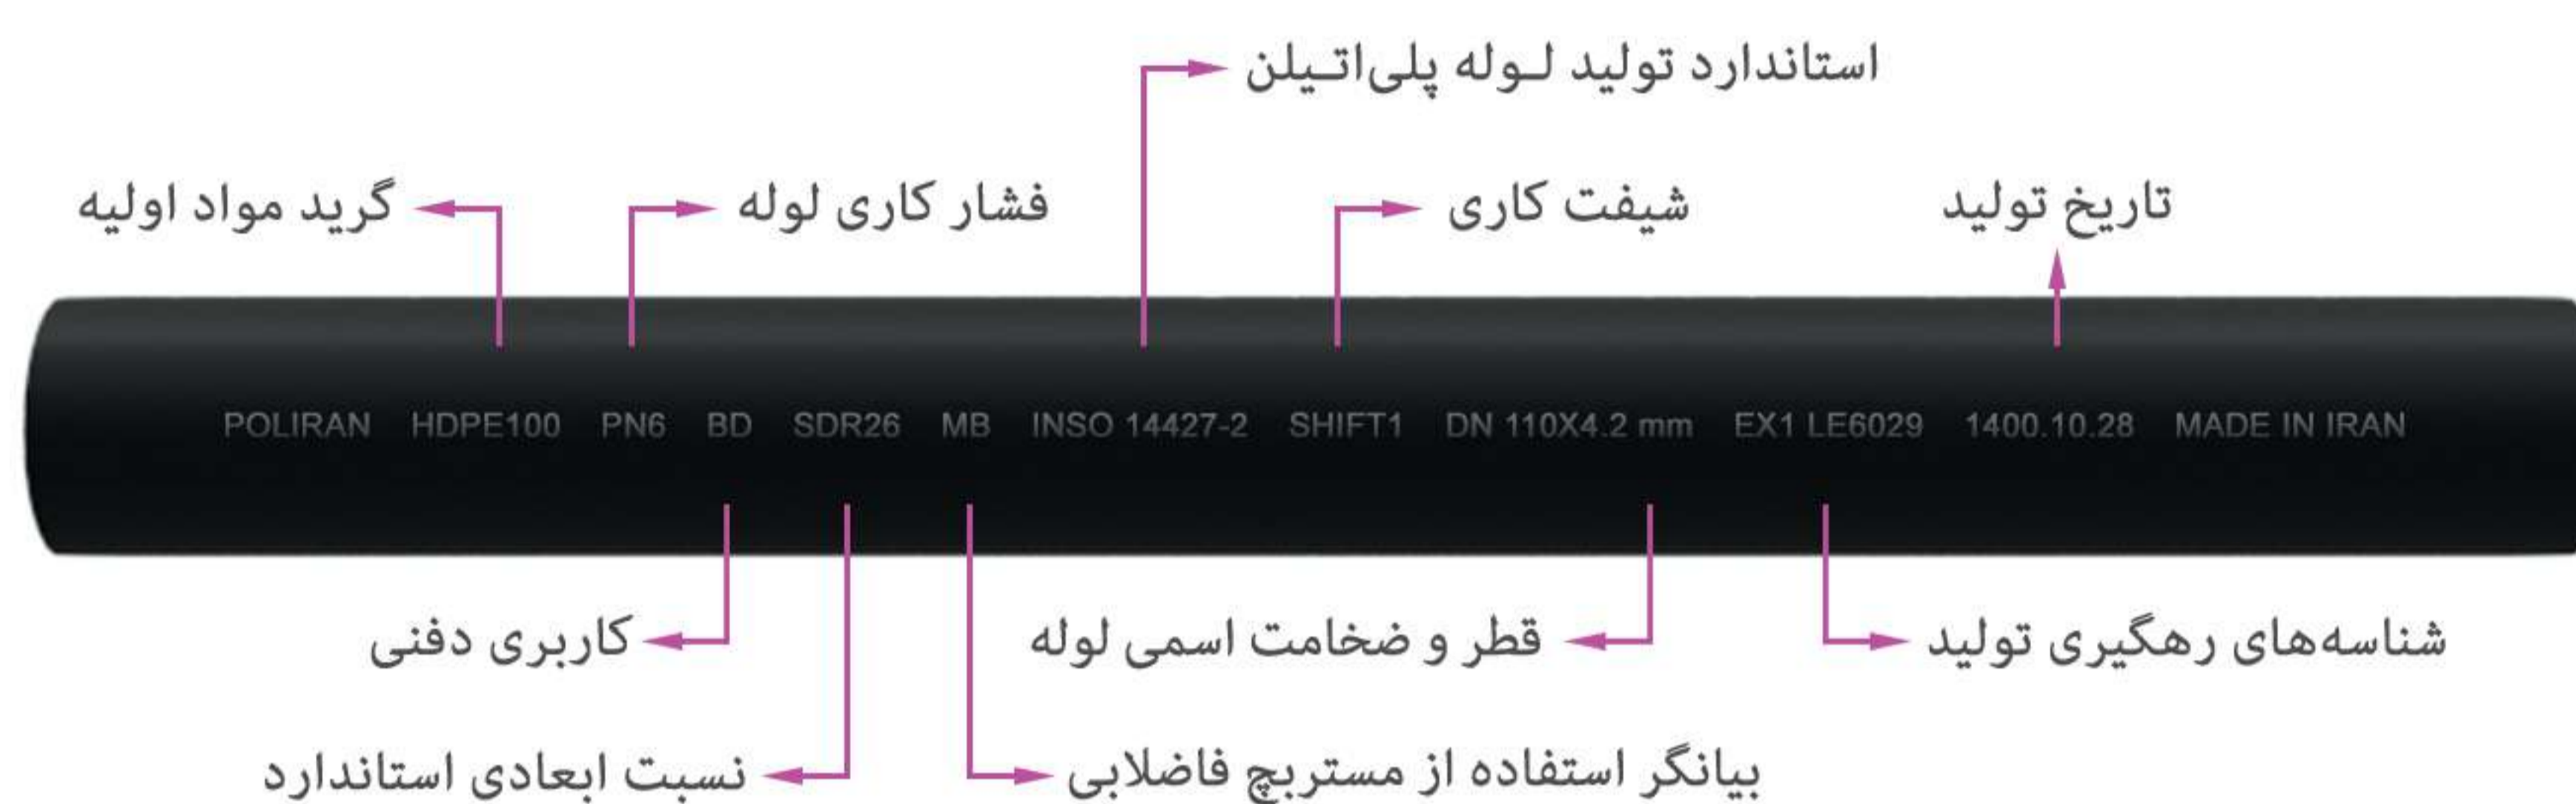 استاندارد تولید لوله پلی‌اتیلن
گرید مواد اولیه
فشار کاری لوله
شیفت کاری
تاریخ تولید
POLIRAN HDPE100 PN6 BD SDR26 MB INSO 14427-2 SHIFT1 DN 110X4.2 mm EX1 LE6029 1400.10.28 MADE IN IRAN
کاربری دفنی
قطر و ضخامت اسمی لوله
شناسه‌های رهگیری تولید
نسبت ابعادی استاندارد
بیانگر استفاده از مستربچ فاضلابی